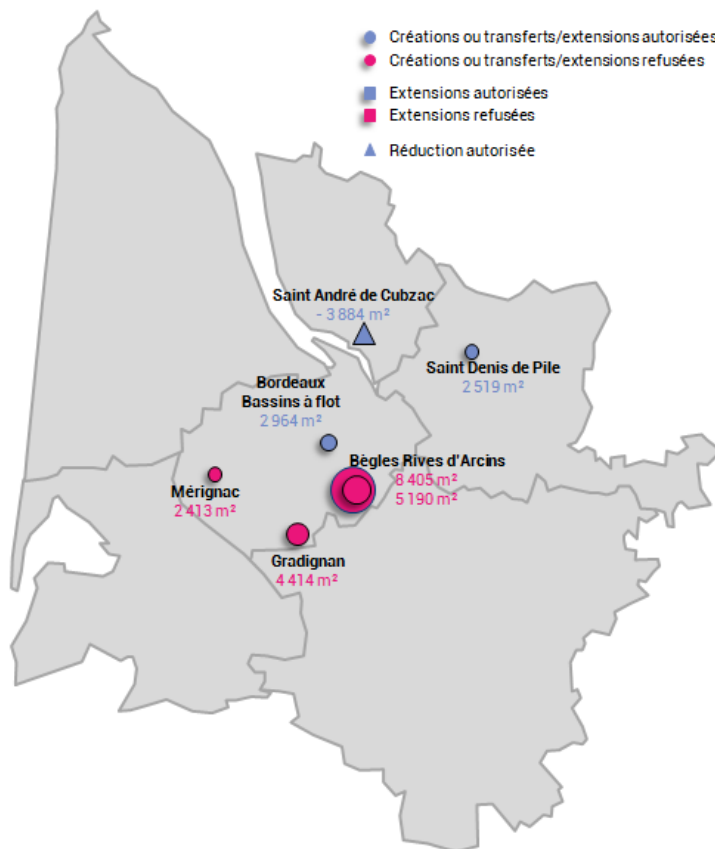 Créations ou transferts/extensions autorisées
Créations ou transferts/extensions refusées
Extensions autorisées
Extensions refusées
Réduction autorisée
Saint André de Cubzac
- 3 884 m²
Saint Denis de Pile
2 519 m²
Bordeaux
Bassins à flot
2 964 m²
Bègles Rives d'Arcins
8 405 m²
5 190 m²
Mérignac
2 413 m²
Gradignan
4 414 m²